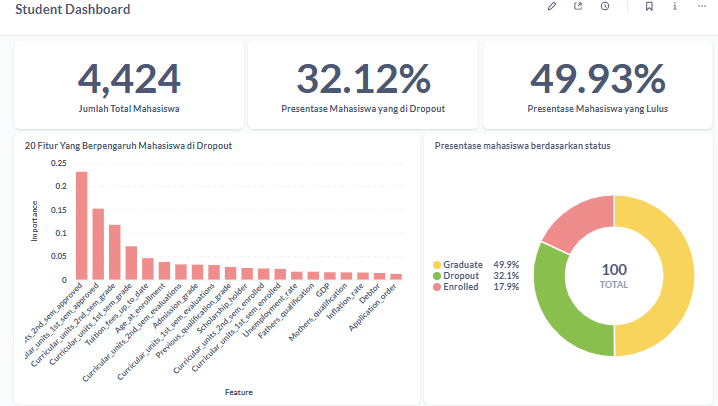 Student Dashboard
4,424
Jumlah Total Mahasiswa
32.12%
Presentase Mahasiswa yang di Dropout
49.93%
Presentase Mahasiswa yang Lulus
20 Fitur Yang Berpengaruh Mahasiswa di Dropout
0.25
0.2
0.15
0.1
0.05
0
Importance
ts_2nd_sem_approved
ular_units_1st_sem_approved
Curricular_units_2nd_sem_grade
Curricular_units_1st_sem_grade
Tuition_fees_up_to_date
Age_at_enrollment
Curricular_units_2nd_sem_evaluations
Admission_grade
Curricular_units_1st_sem_evaluations
Previous_qualification_grade
Scholarship_holder
Curricular_units_2nd_sem_enrolled
Curricular_units_1st_sem_enrolled
Unemployment_rate
Fathers_qualification
GDP
Mothers_qualification
Inflation_rate
Debtor
Application_order
Feature
Presentase mahasiswa berdasarkan status
Graduate 49.9%
Dropout 32.1%
Enrolled 17.9%
100
TOTAL